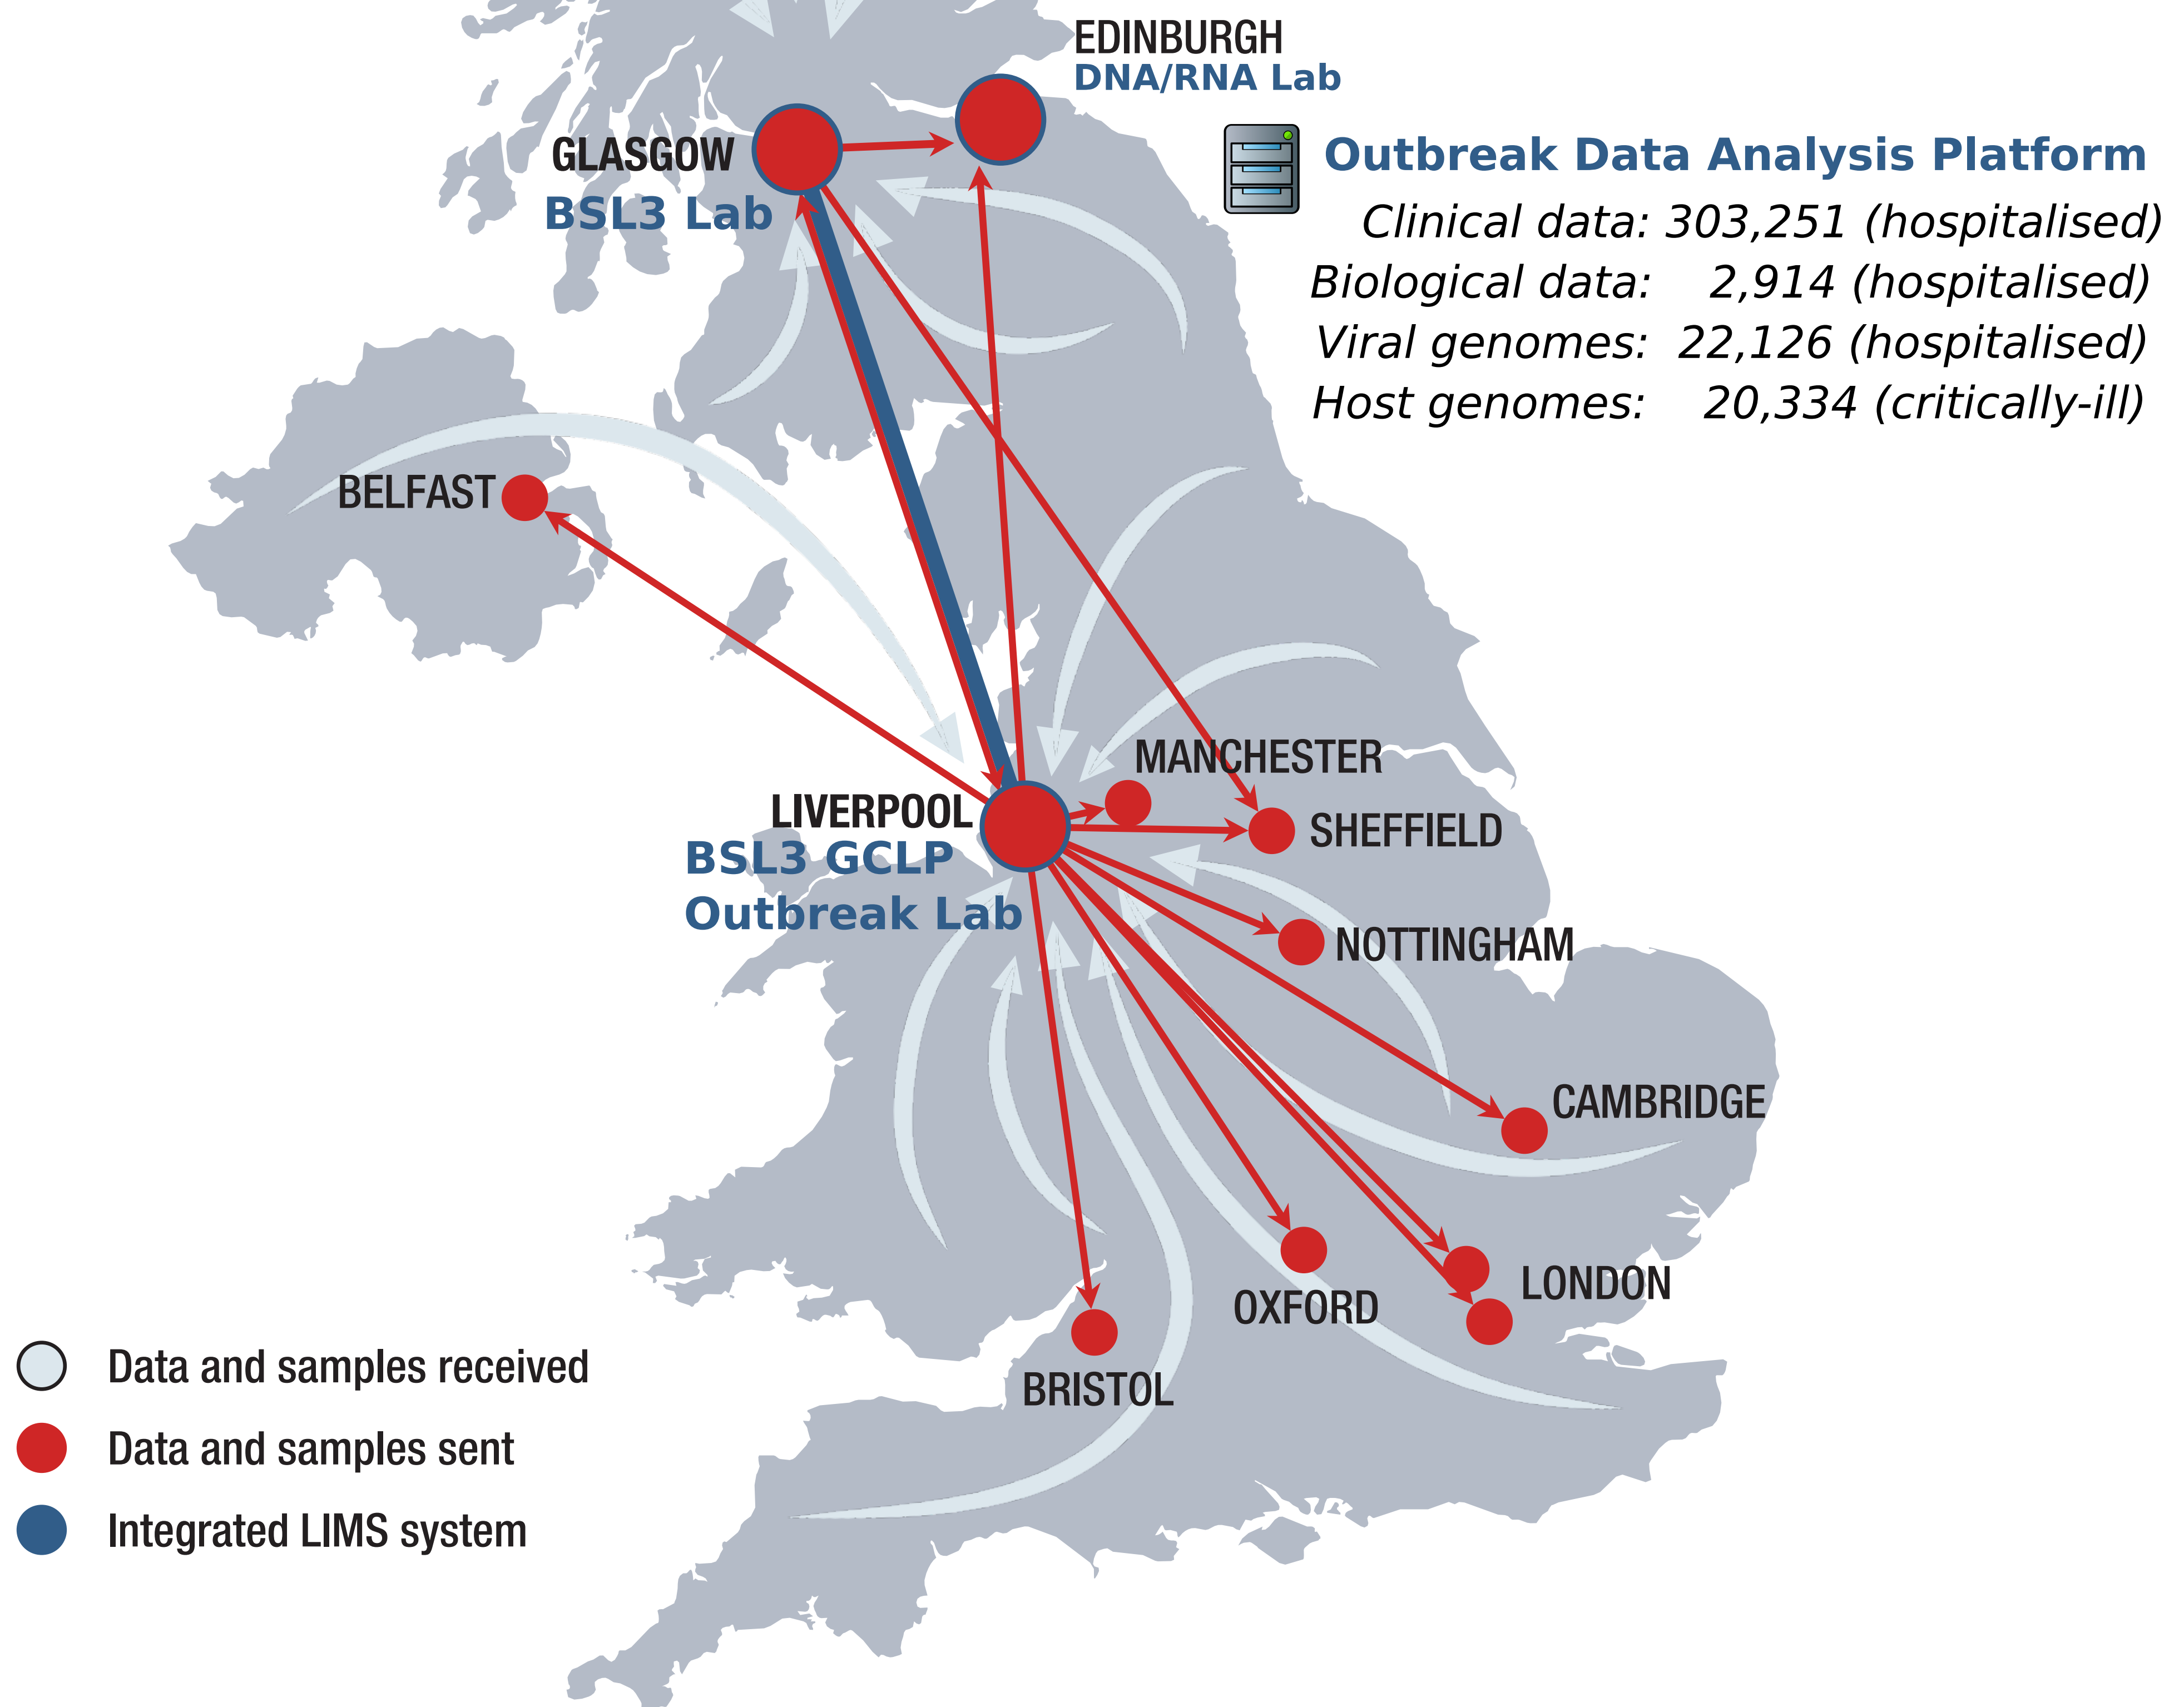 EDINBURGH
DNA/RNA Lab
GLASGOW
BSL3 Lab
Outbreak Data Analysis Platform
Clinical data: 303,251 (hospitalised)
Biological data: 2,914 (hospitalised)
Viral genomes: 22,126 (hospitalised)
Host genomes: 20,334 (critically-ill)
BELFAST
MANCHESTER
LIVERPOOL
BSL3 GCLP
Outbreak Lab
SHEFFIELD
NOTTINGHAM
CAMBRIDGE
LONDON
OXFORD
BRISTOL
Data and samples received
Data and samples sent
Integrated LIMS system